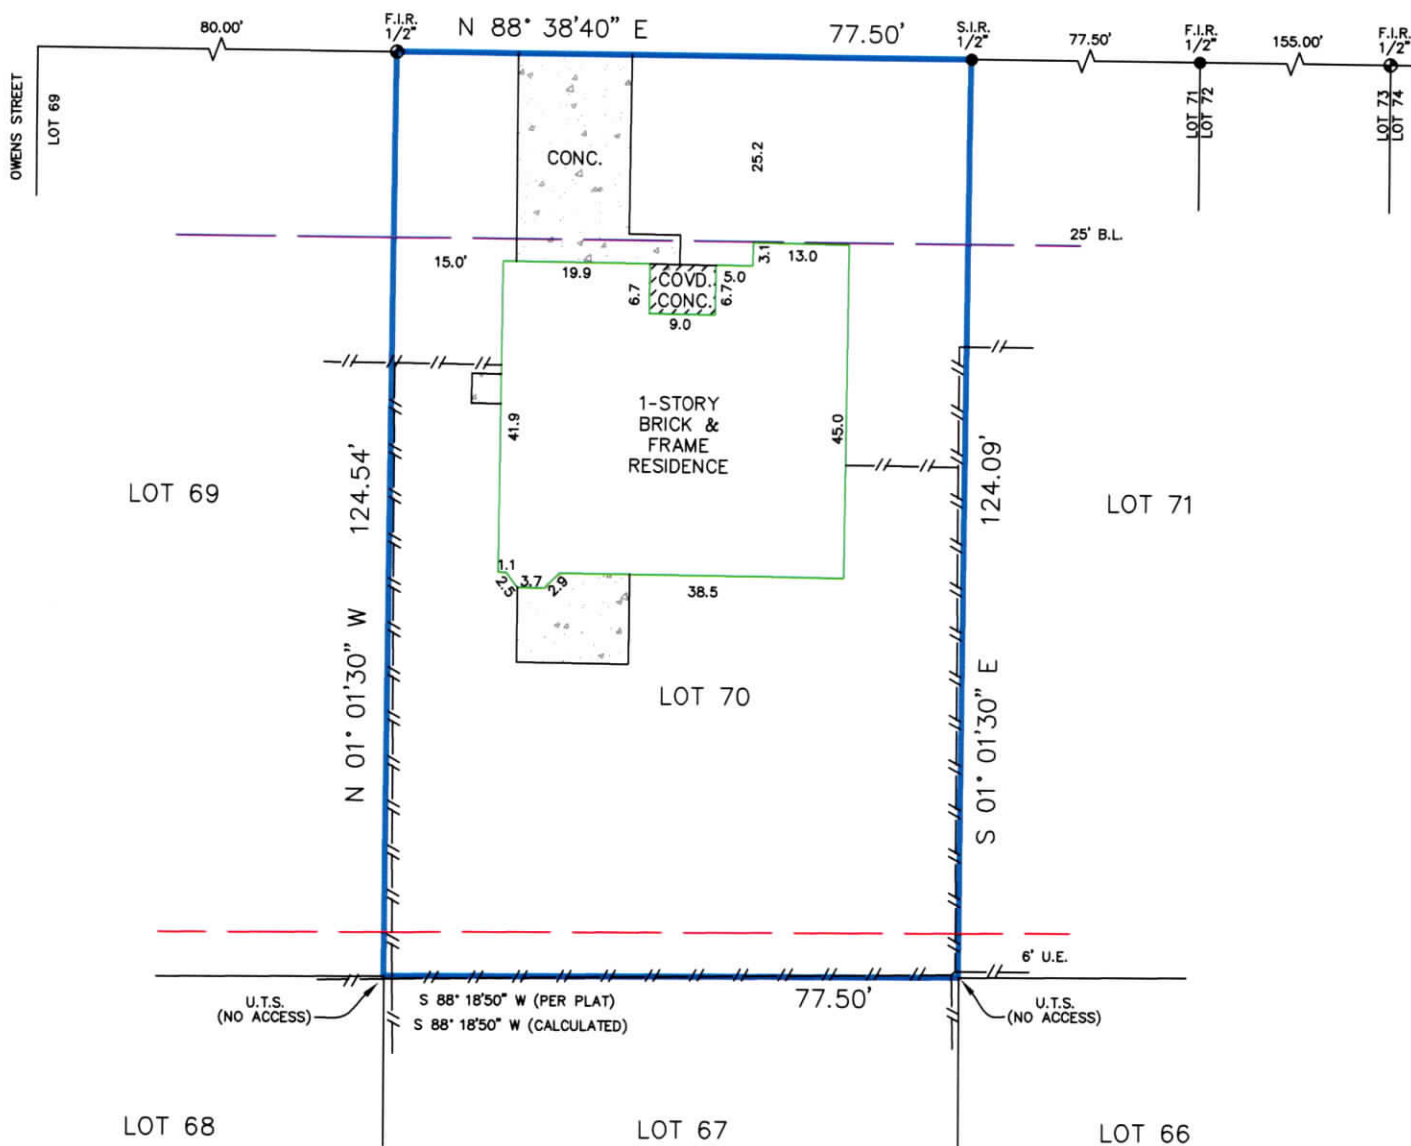 80.00'
F.I.R.
1/2"
N 88° 38'40" E
77.50'
S.I.R.
1/2"
77.50'
F.I.R.
1/2"
155.00'
F.I.R.
1/2"
OWENS STREET
LOT 69
LOT 71
LOT 72
LOT 73
LOT 74
CONC.
25.2
25' B.L.
15.0'
19.9
3.1
13.0
5.0
COVD.
CONC.
6.7
6.7
9.0
1-STORY
BRICK &
FRAME
RESIDENCE
41.9
45.0
124.54'
124.09'
LOT 69
LOT 71
1.1
2.5
3.7
2.9
38.5
N 01° 01'30" W
LOT 70
S 01° 01'30" E
6' U.E.
U.T.S.
(NO ACCESS)
S 88° 18'50" W (PER PLAT)
S 88° 18'50" W (CALCULATED)
77.50'
U.T.S.
(NO ACCESS)
LOT 68
LOT 67
LOT 66